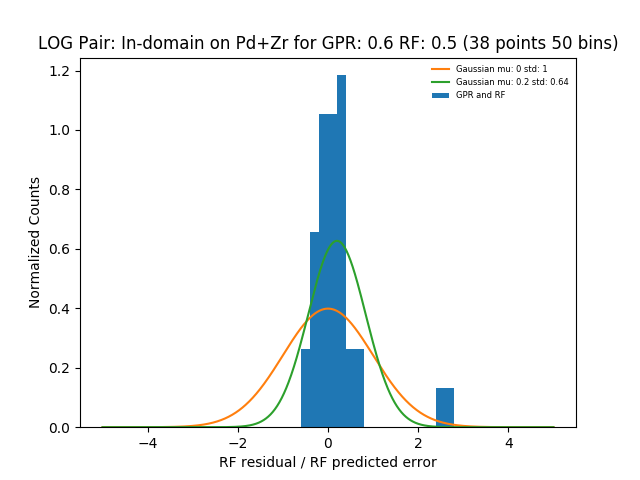 LOG Pair: In-domain on Pd+Zr for GPR: 0.6 RF: 0.5 (38 points 50 bins)
Gaussian mu: 0 std: 1
Gaussian mu: 0.2 std: 0.64
GPR and RF
1.2
1.0
0.8
0.6
0.4
0.2
0.0
Normalized Counts
−4
−2
0
2
4
RF residual / RF predicted error